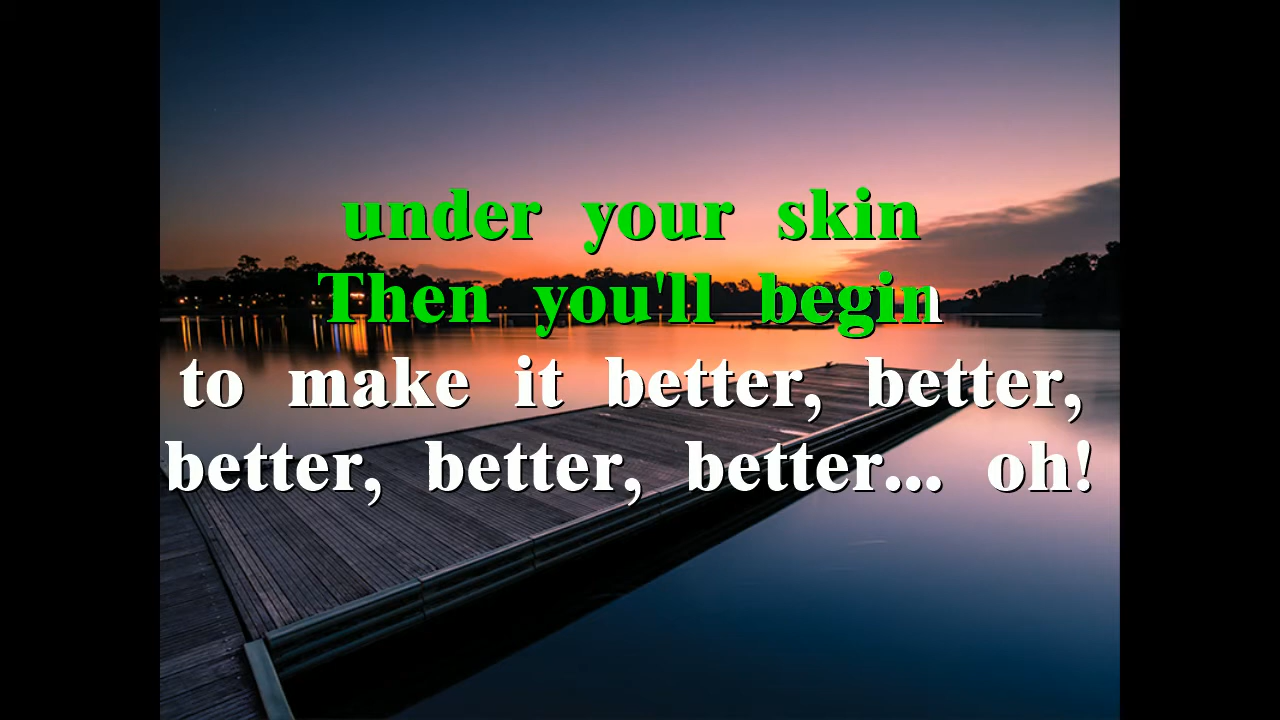 under your skin
Then you'll begin
to make it better, better,
better, better, better... oh!